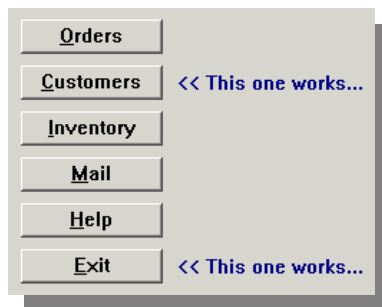 Orders
Customers << This one works...
Inventory
Mail
Help
Exit << This one works...